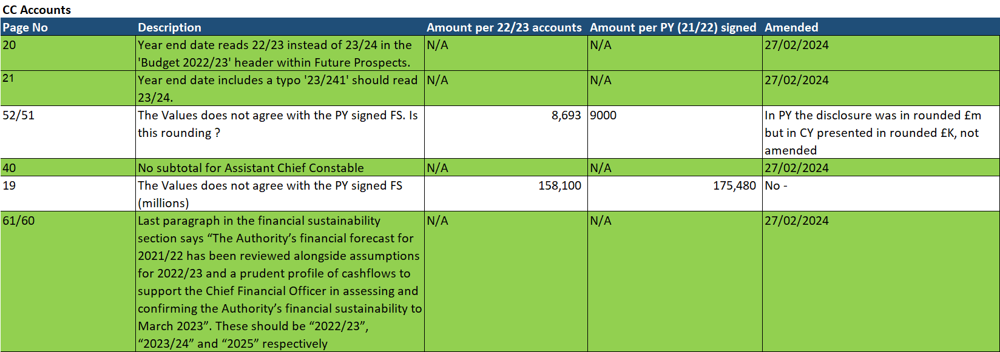 CC Accounts
Page No Description Amount per 22/23 accounts Amount per PY (21/22) signed Amended
20 Year end date reads 22/23 instead of 23/24 in the N/A N/A 27/02/2024
'Budget 2022/23' header within Future Prospects.
21 Year end date includes a typo '23/241' should read N/A N/A 27/02/2024
23/24.
52/51 The Values does not agree with the PY signed FS. Is 8,693 9000 In PY the disclosure was in rounded £m
this rounding ? but in CY presented in rounded £K, not
amended
40 No subtotal for Assistant Chief Constable N/A N/A 27/02/2024
19 The Values does not agree with the PY signed FS 158,100 175,480 No -
(millions)
61/60 Last paragraph in the financial sustainability N/A N/A 27/02/2024
section says “The Authority’s financial forecast for
2021/22 has been reviewed alongside assumptions
for 2022/23 and a prudent profile of cashflows to
support the Chief Financial Officer in assessing and
confirming the Authority’s financial sustainability to
March 2023”. These should be “2022/23”,
“2023/24” and “2025” respectively